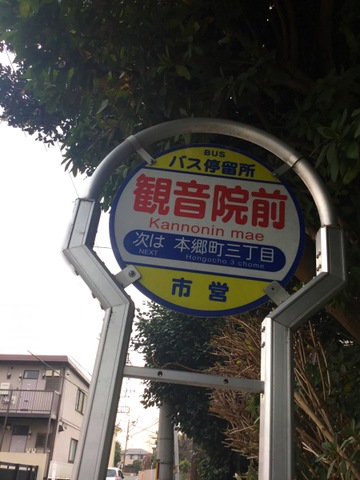 BUS
バス停留所
観音院前
Kannonin mae
次は 本郷町三丁目
NEXT Hongocho 3 chome
市営